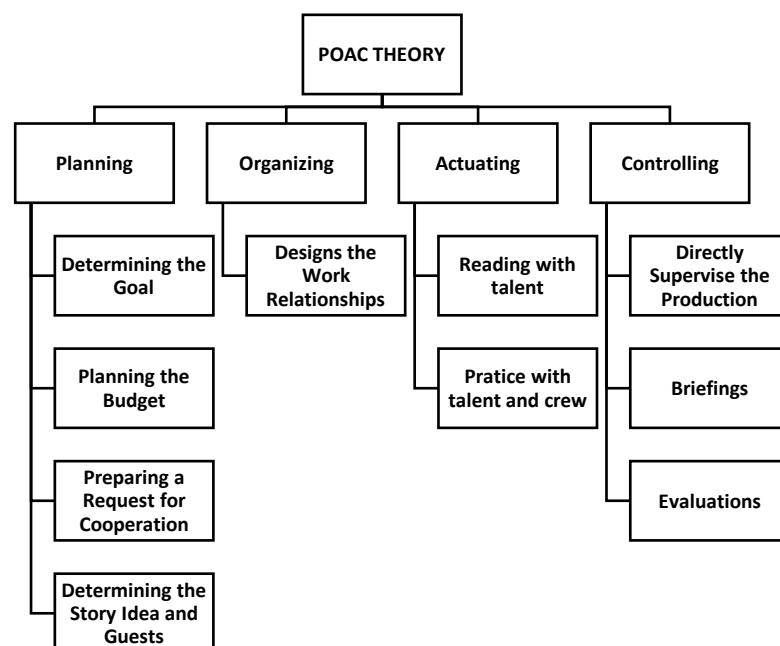 POAC THEORY
Planning
Organizing
Actuating
Controlling
Determining the
Goal
Planning the
Budget
Preparing a
Request for
Cooperation
Determining the
Story Idea and
Guests
Designs the
Work
Relationships
Reading with
talent
Pratice with
talent and crew
Directly
Supervise the
Production
Briefings
Evaluations